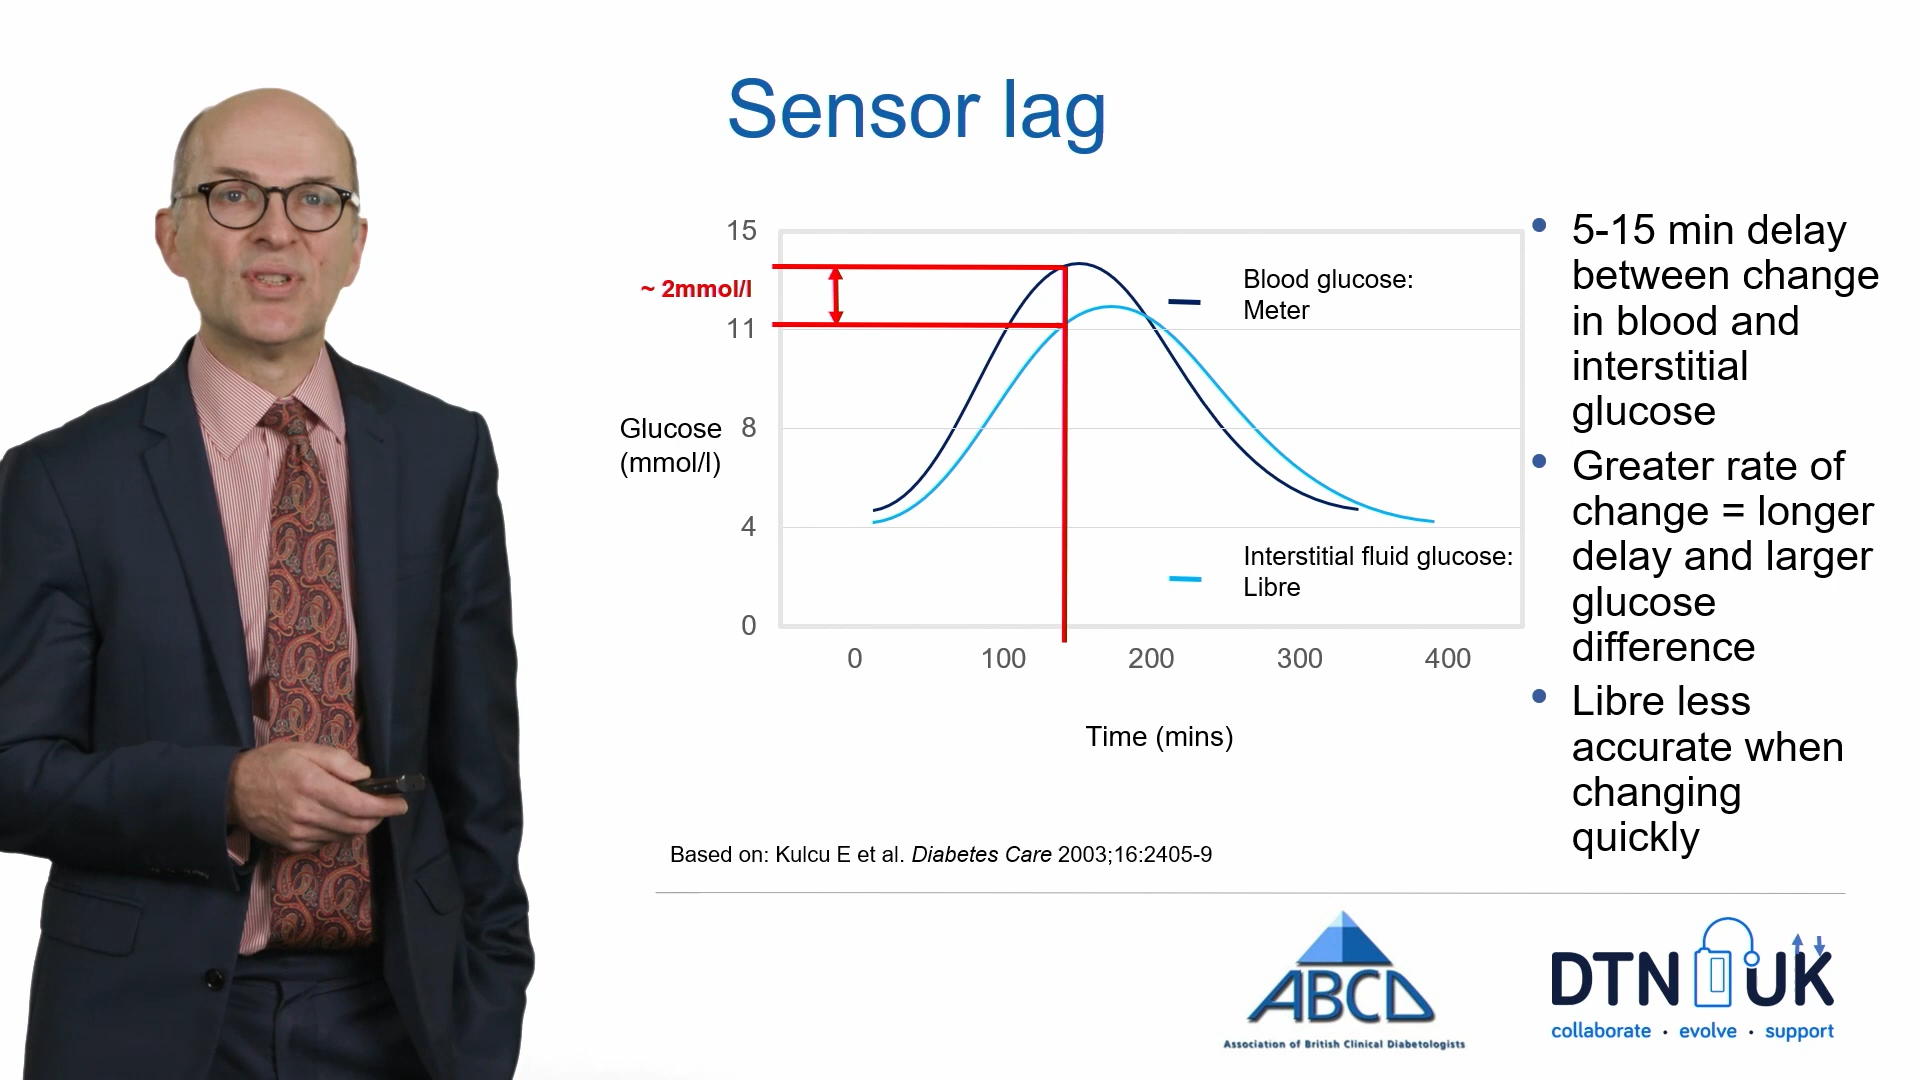 Sensor lag
15
~ 2mmol/l
11
Glucose
(mmol/l)
8
4
0
0 100 200 300 400
Time (mins)
Blood glucose:
Meter
Interstitial fluid glucose:
Libre
• 5-15 min delay
between change
in blood and
interstitial
glucose
• Greater rate of
change = longer
delay and larger
glucose
difference
• Libre less
accurate when
changing
quickly
Based on: Kulcu E et al. Diabetes Care 2003;16:2405-9
ABCD
Association of British Clinical Diabetologists
DTN UK
collaborate · evolve · support